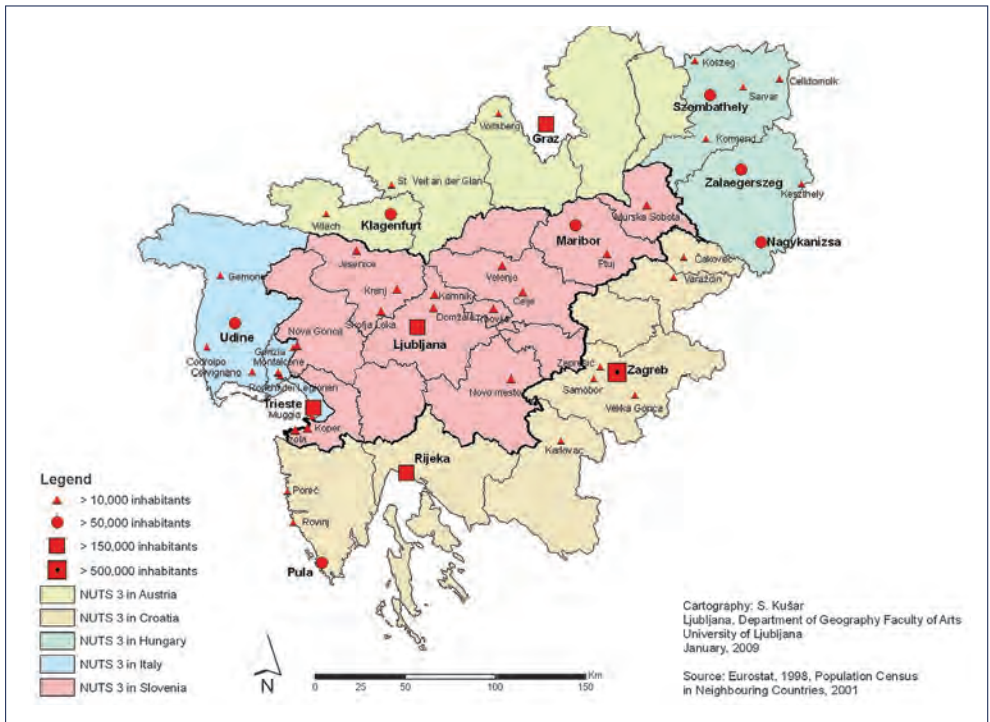 Koszeg
Celldomolk
Sarvar
Szombathely
Voitsberg
Graz
Kormend
Zalaegerszeg
Keszthely
St. Veit an der Glan
Villach
Klagenfurt
Murska Sobota
Maribor
Nagykanizsa
Jesenice
Ptuj
Čakovec
Varaždin
Gemona
Velenje
Kranj
Kamnik
Celje
Domžale
Trbovlje
Škofja Loka
Udine
Nova Gorica
Ljubljana
Gorizia
Codroipo
Monfalcone
Cervignano
Ronchi dei Legionari
Zaprešić
Zagreb
Samobor
Novo mesto
Velika Gorica
Trieste
Muggia
Koper
Izola
Karlovac
Rijeka
Poreč
Rovinj
Pula
Legend
> 10,000 inhabitants
> 50,000 inhabitants
> 150,000 inhabitants
> 500,000 inhabitants
NUTS 3 in Austria
NUTS 3 in Croatia
NUTS 3 in Hungary
NUTS 3 in Italy
NUTS 3 in Slovenia
N
Km
0 25 50 100 150
Cartography: S. Kušar
Ljubljana, Department of Geography Faculty of Arts
University of Ljubljana
January, 2009
Source: Eurostat, 1998, Population Census
in Neighbouring Countries, 2001